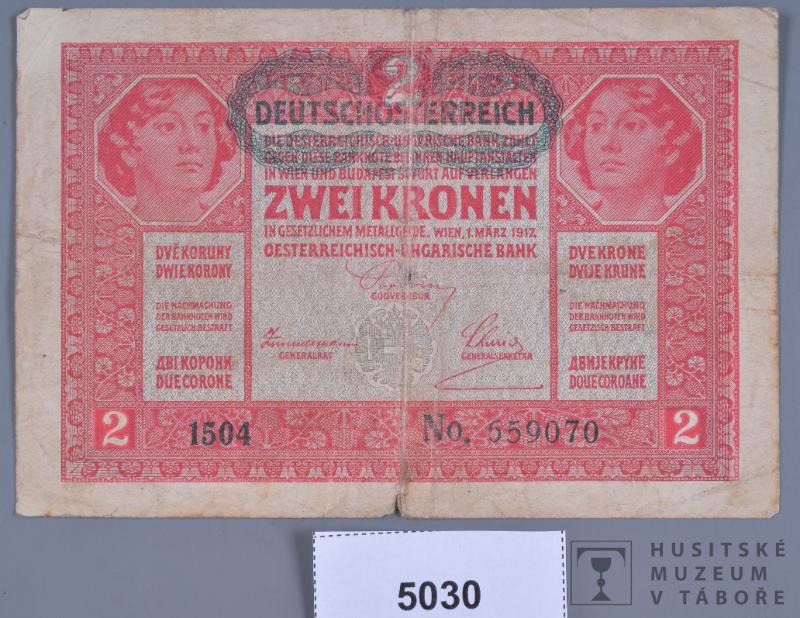 2
DEUTSCHÖSTERREICH
DIE OESTERREICHISCH-UNGARISCHE BANK ZAHLT
GEGEN DIESE BANKNOTE BEI IHREN HAUPTANSTALTEN
IN WIEN UND BUDAPEST SOFORT AUF VERLANGEN
ZWEI KRONEN
IN GESETZLICHEM METALLGELDE. WIEN, 1. MÄRZ 1917.
OESTERREICHISCH-UNGARISCHE BANK
GOUVERNEUR
GENERALRAT
GENERALSEKRETÄR
DVĚ KORUNY
DWIE KORONY
DIE NACHMACHUNG
DER BANKNOTEN WIRD
GESETZLICH BESTRAFT
ДВІ КОРОНИ
DUE CORONE
DVE KRONE
DVIJE KRUNE
DIE NACHMACHUNG
DER BANKNOTEN WIRD
GESETZLICH BESTRAFT
ДВИЈЕ КРУНЕ
DOUE COROANE
2
1504
No. 559070
2
5030
HUSITSKÉ
MUZEUM
V TÁBOŘE